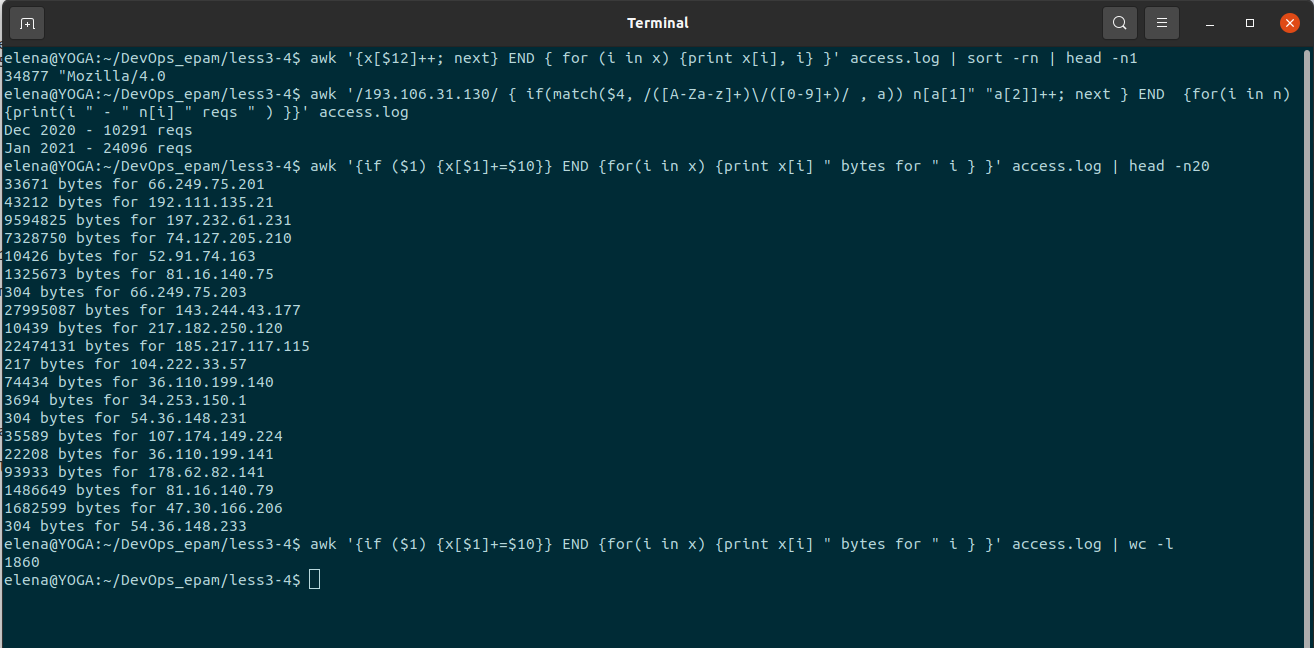 Terminal
elena@YOGA:~/DevOps_epam/less3-4$ awk '{x[$12]++; next} END { for (i in x) {print x[i], i} }' access.log | sort -rn | head -n1
34877 "Mozilla/4.0
elena@YOGA:~/DevOps_epam/less3-4$ awk '/193.106.31.130/ { if(match($4, /([A-Za-z]+)\/([0-9]+)/ , a)) n[a[1]" "a[2]]++; next } END  {for(i in n)
{print(i " - " n[i] " reqs " ) }}' access.log
Dec 2020 - 10291 reqs
Jan 2021 - 24096 reqs
elena@YOGA:~/DevOps_epam/less3-4$ awk '{if ($1) {x[$1]+=$10}} END {for(i in x) {print x[i] " bytes for " i } }' access.log | head -n20
33671 bytes for 66.249.75.201
43212 bytes for 192.111.135.21
9594825 bytes for 197.232.61.231
7328750 bytes for 74.127.205.210
10426 bytes for 52.91.74.163
1325673 bytes for 81.16.140.75
304 bytes for 66.249.75.203
27995087 bytes for 143.244.43.177
10439 bytes for 217.182.250.120
22474131 bytes for 185.217.117.115
217 bytes for 104.222.33.57
74434 bytes for 36.110.199.140
3694 bytes for 34.253.150.1
304 bytes for 54.36.148.231
35589 bytes for 107.174.149.224
22208 bytes for 36.110.199.141
93933 bytes for 178.62.82.141
1486649 bytes for 81.16.140.79
1682599 bytes for 47.30.166.206
304 bytes for 54.36.148.233
elena@YOGA:~/DevOps_epam/less3-4$ awk '{if ($1) {x[$1]+=$10}} END {for(i in x) {print x[i] " bytes for " i } }' access.log | wc -l
1860
elena@YOGA:~/DevOps_epam/less3-4$